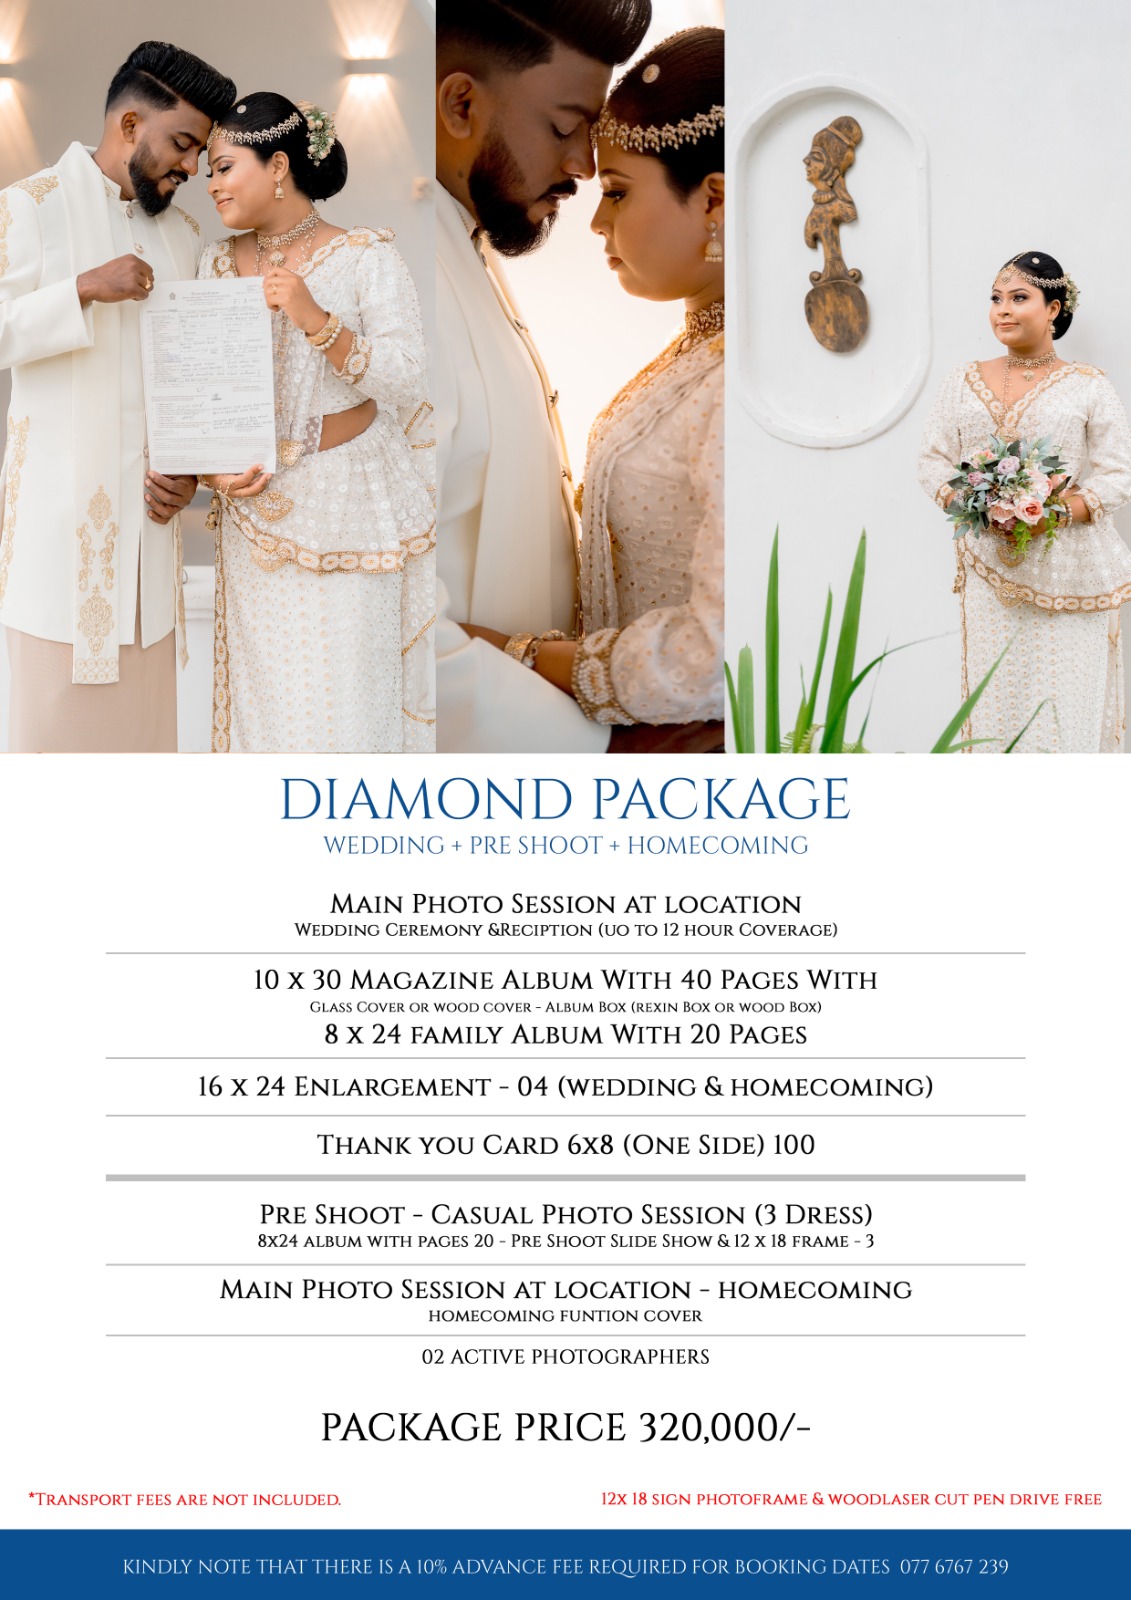 DIAMOND PACKAGE
WEDDING + PRE SHOOT + HOMECOMING
MAIN PHOTO SESSION AT LOCATION
WEDDING CEREMONY &RECIPTION (UO TO 12 HOUR COVERAGE)
10 X 30 MAGAZINE ALBUM WITH 40 PAGES WITH
GLASS COVER OR WOOD COVER - ALBUM BOX (REXIN BOX OR WOOD BOX)
8 X 24 FAMILY ALBUM WITH 20 PAGES
16 X 24 ENLARGEMENT - 04 (WEDDING & HOMECOMING)
THANK YOU CARD 6X8 (ONE SIDE) 100
PRE SHOOT - CASUAL PHOTO SESSION (3 DRESS)
8X24 ALBUM WITH PAGES 20 - PRE SHOOT SLIDE SHOW & 12 X 18 FRAME - 3
MAIN PHOTO SESSION AT LOCATION - HOMECOMING
HOMECOMING FUNTION COVER
02 ACTIVE PHOTOGRAPHERS
PACKAGE PRICE 320,000/-
*TRANSPORT FEES ARE NOT INCLUDED.
12X 18 SIGN PHOTOFRAME & WOODLASER CUT PEN DRIVE FREE
KINDLY NOTE THAT THERE IS A 10% ADVANCE FEE REQUIRED FOR BOOKING DATES 077 6767 239